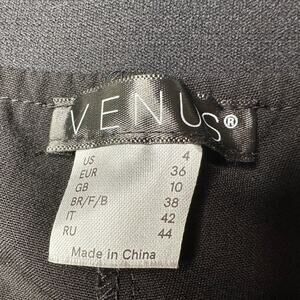 VENUS®
US 4
EUR 36
GB 10
BR/F/B 38
IT 42
RU 44
Made in China